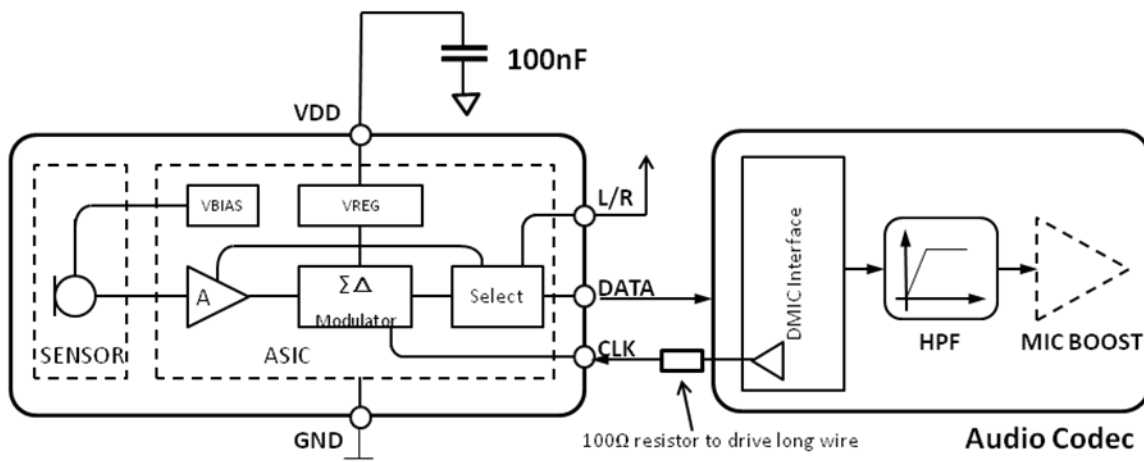 100nF
VDD
L/R
VBIAS
VREG
A
Σ Δ
Modulator
Select
DATA
CLK
SENSOR
ASIC
GND
100Ω resistor to drive long wire
DMIC Interface
HPF
MIC BOOST
Audio Codec